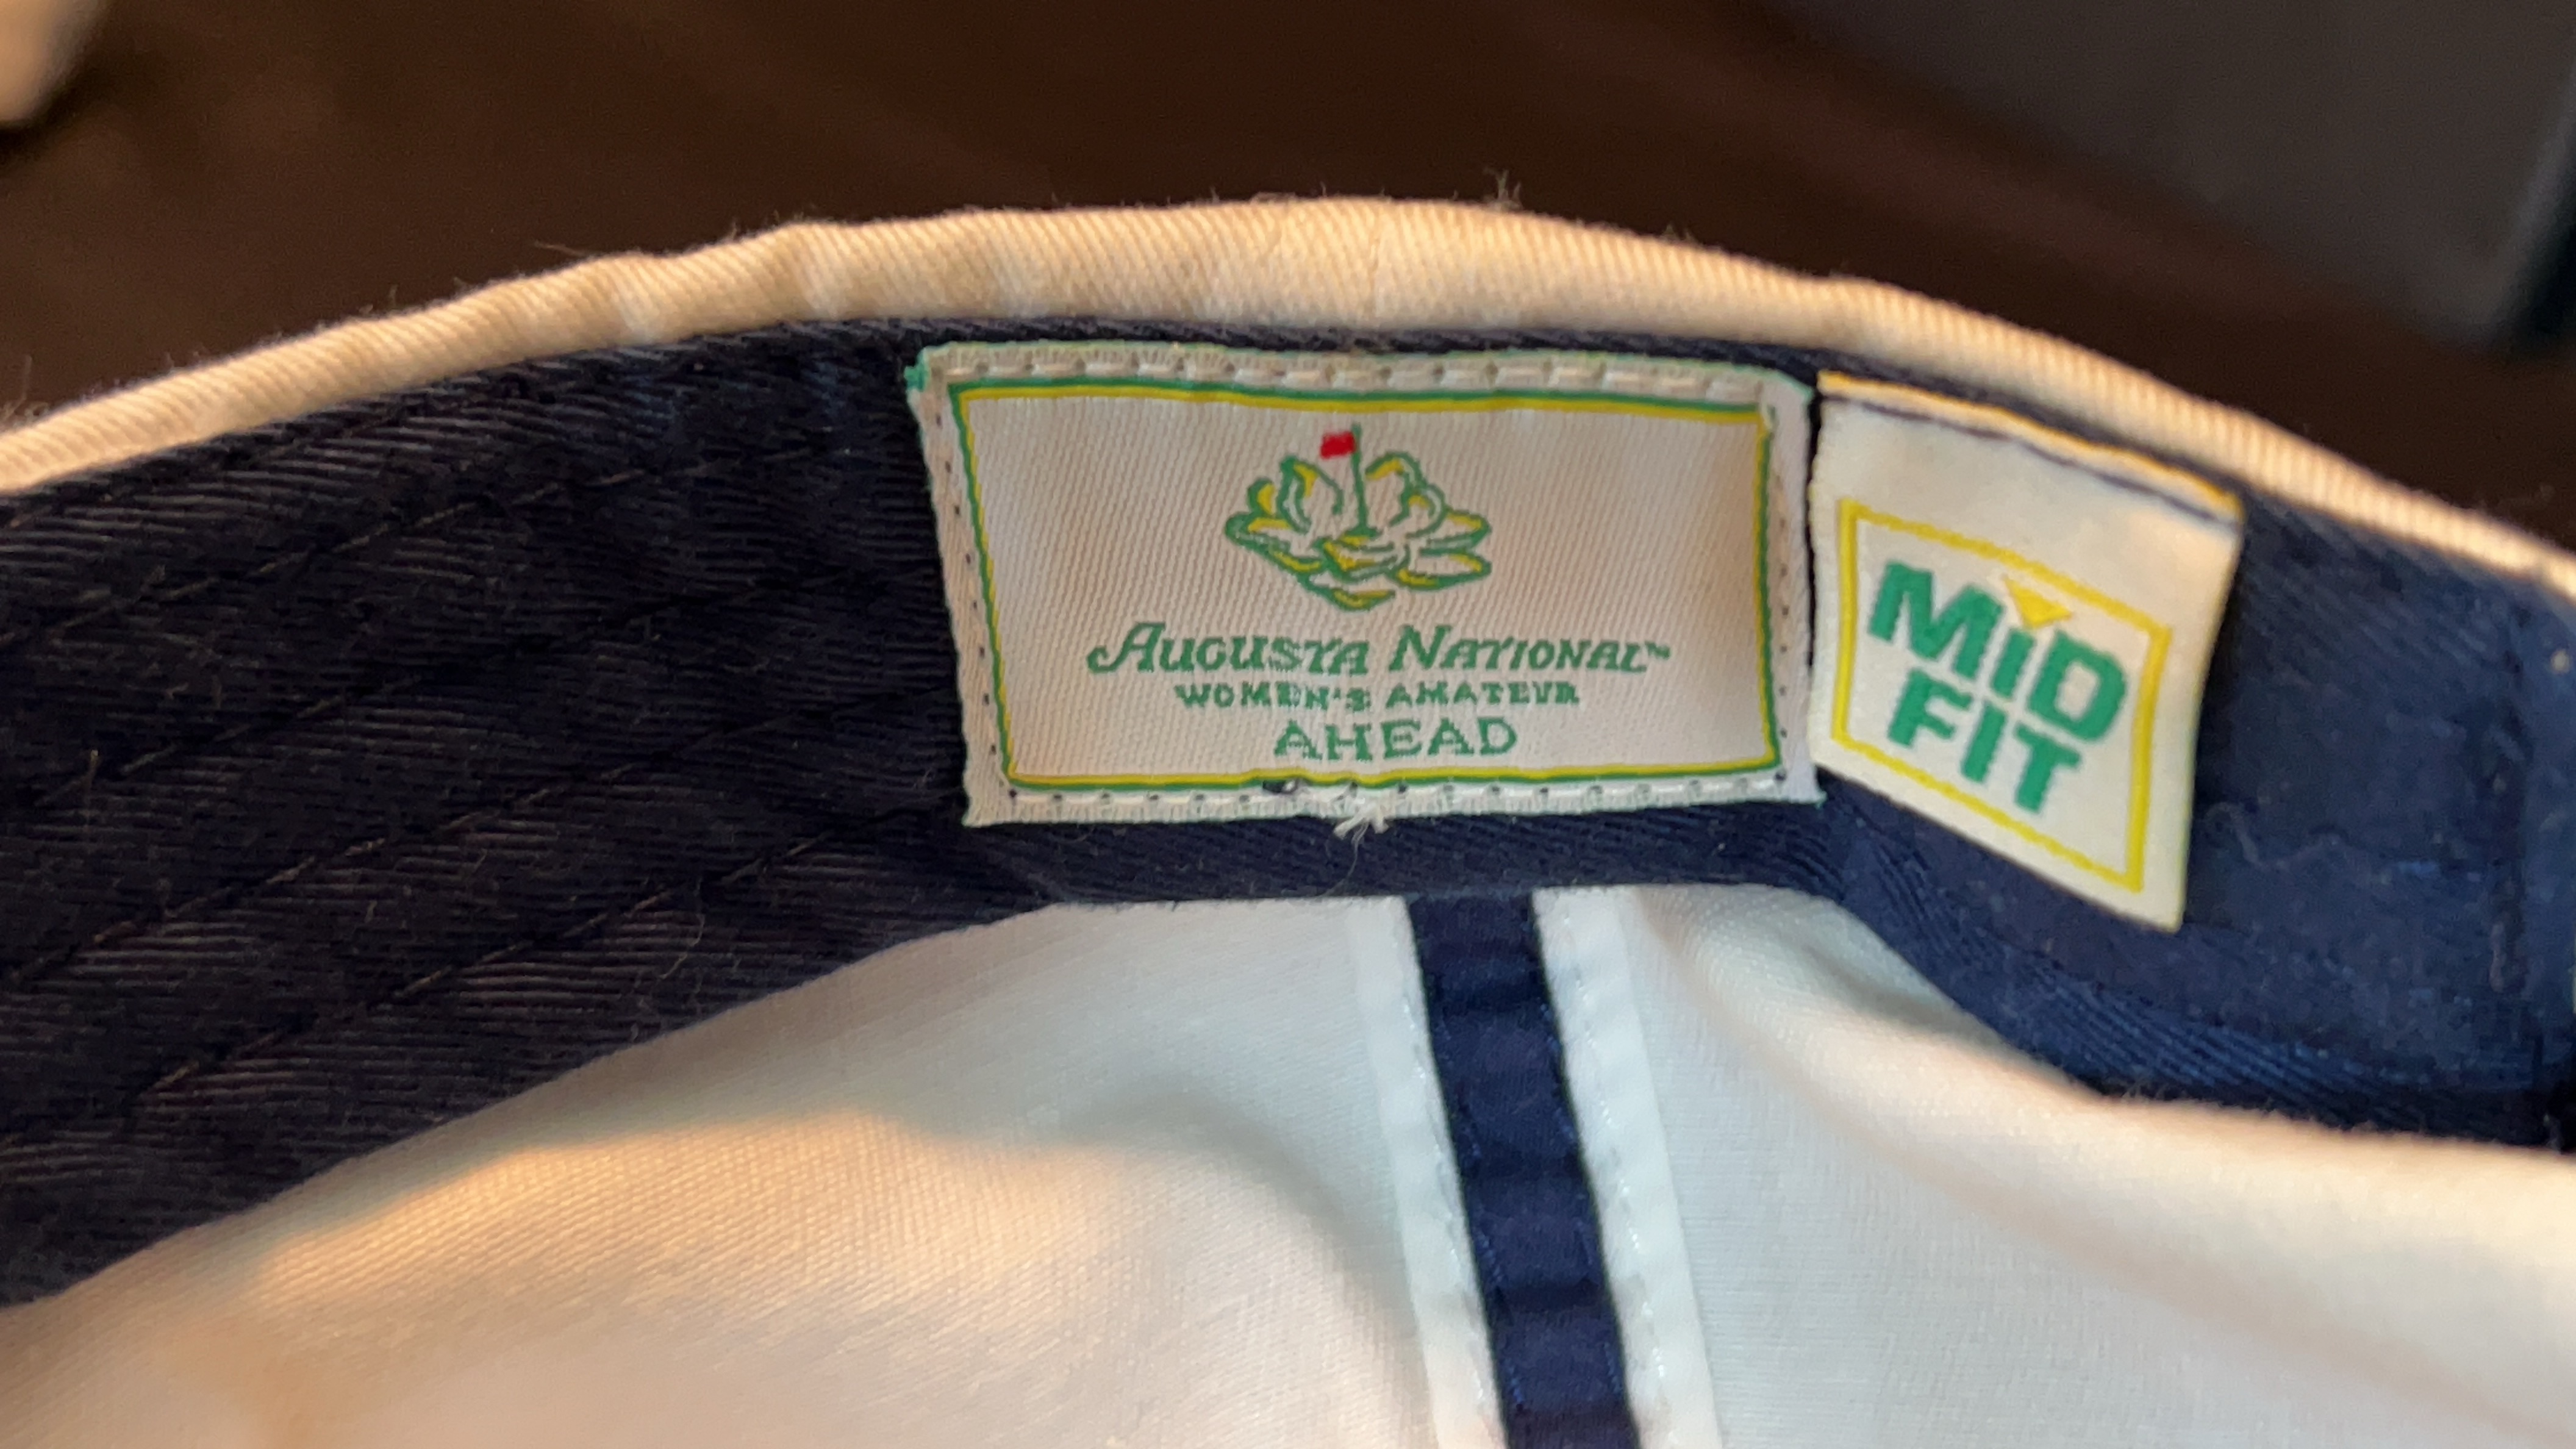 Augusta National™
WOMEN'S AMATEUR
AHEAD
MiD
FIT